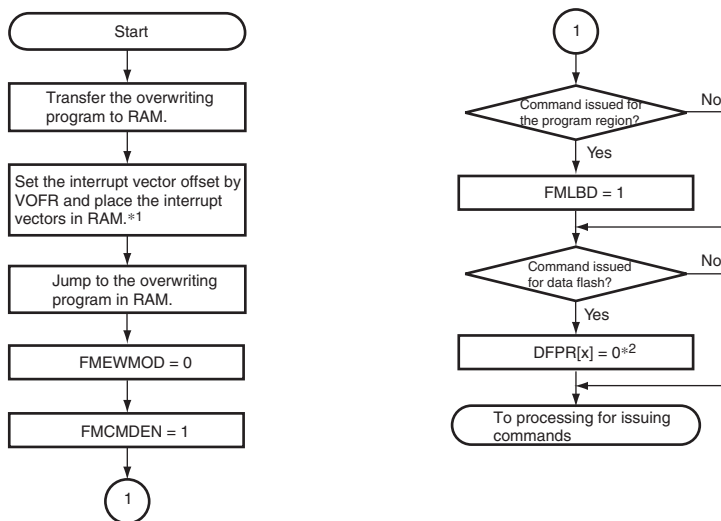 Start
Transfer the overwriting
program to RAM.
Set the interrupt vector offset by
VOFR and place the interrupt
vectors in RAM.*1
Jump to the overwriting
program in RAM.
FMEWMOD = 0
FMCMDEN = 1
1
1
Command issued for
the program region?
No
Yes
FMLBD = 1
Command issued
for data flash?
No
Yes
DFPR[x] = 0*2
To processing for issuing
commands